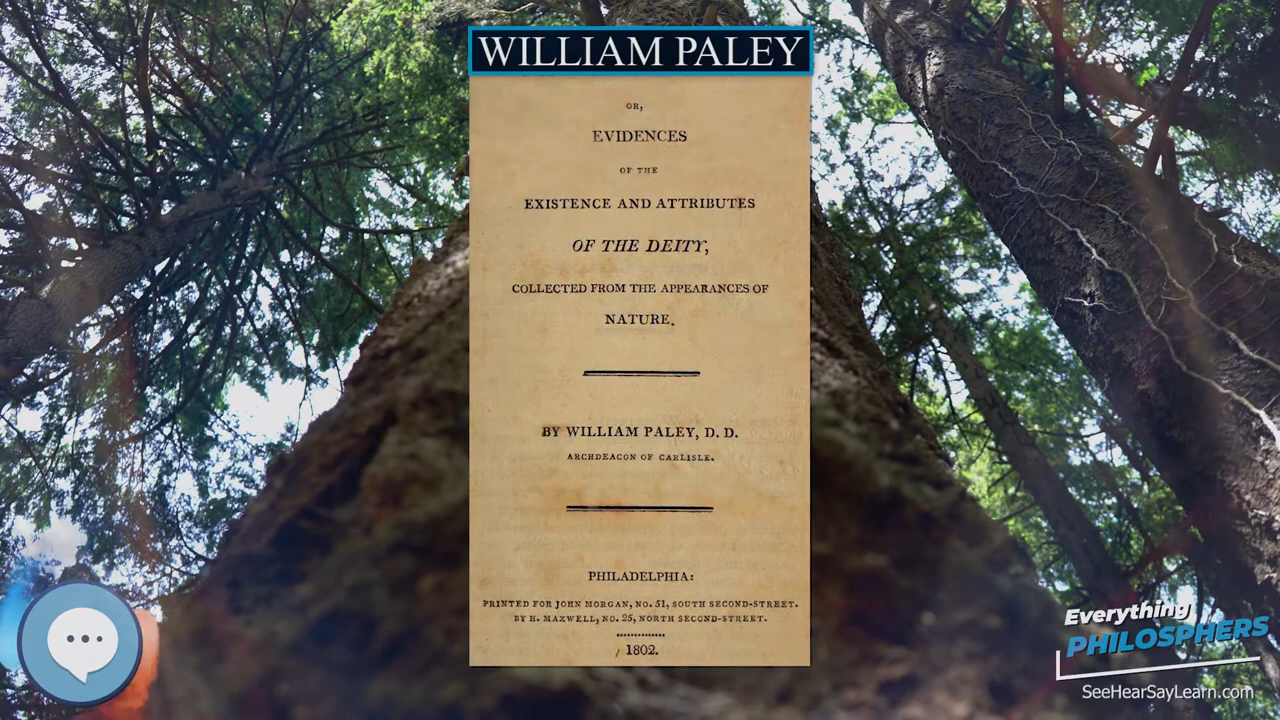 WILLIAM PALEY
OR,
EVIDENCES
OF THE
EXISTENCE AND ATTRIBUTES
OF THE DEITY;
COLLECTED FROM THE APPEARANCES OF
NATURE.
BY WILLIAM PALEY, D. D.
ARCHDEACON OF CARLISLE.
PHILADELPHIA:
PRINTED FOR JOHN MORGAN, NO. 51, SOUTH SECOND-STREET.
BY H. MAXWELL, NO. 25, NORTH SECOND-STREET.
1802.
Everything
PHILOSPHERS
SeeHearSayLearn.com